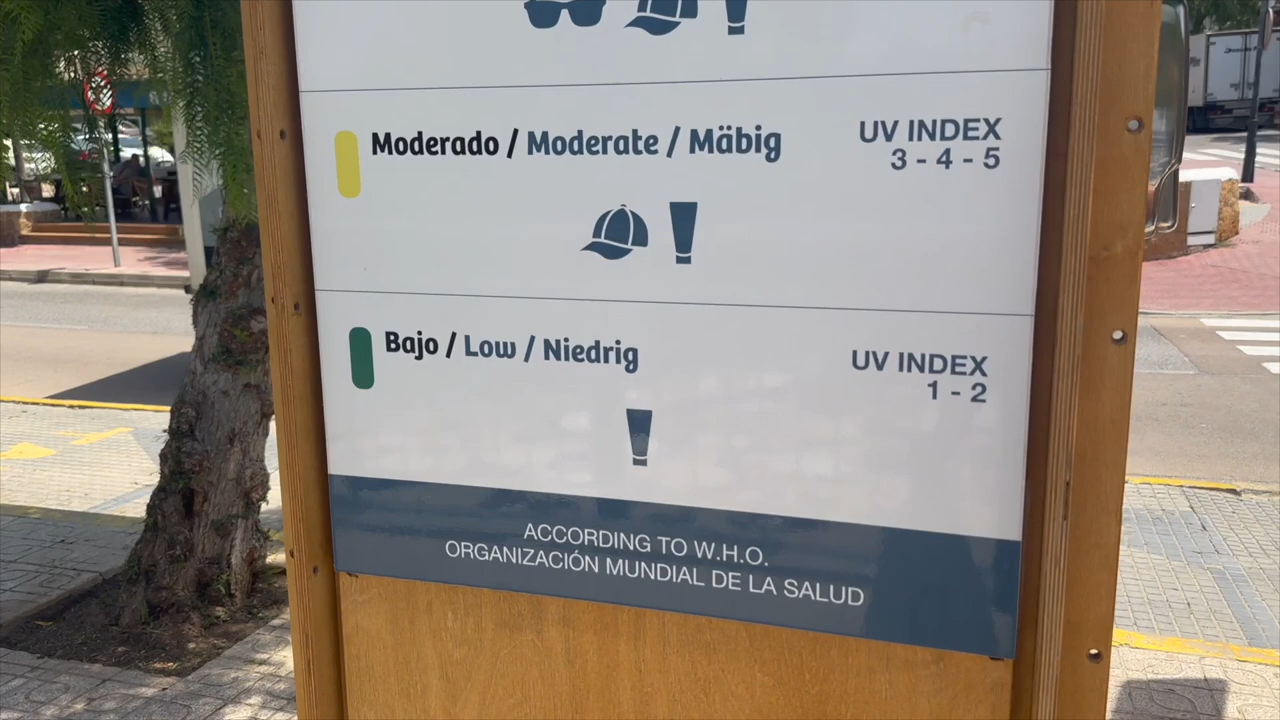 Moderado / Moderate / Mäbig
UV INDEX
3 - 4 - 5
Bajo / Low / Niedrig
UV INDEX
1 - 2
ACCORDING TO W.H.O.
ORGANIZACIÓN MUNDIAL DE LA SALUD